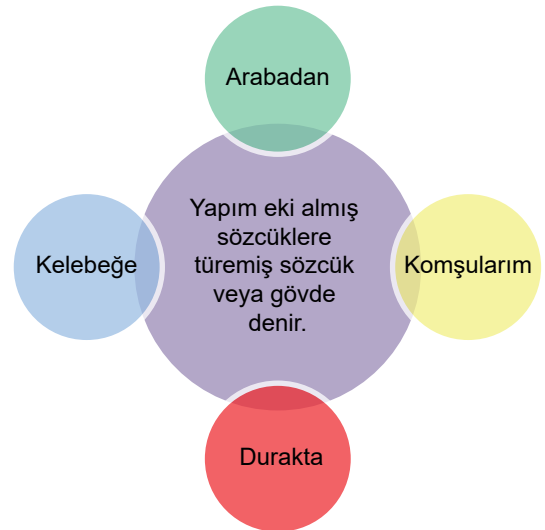 Arabadan
Yapım eki almış
sözcüklere
türemiş sözcük
veya gövde
denir.
Kelebeğe
Komşularım
Durakta